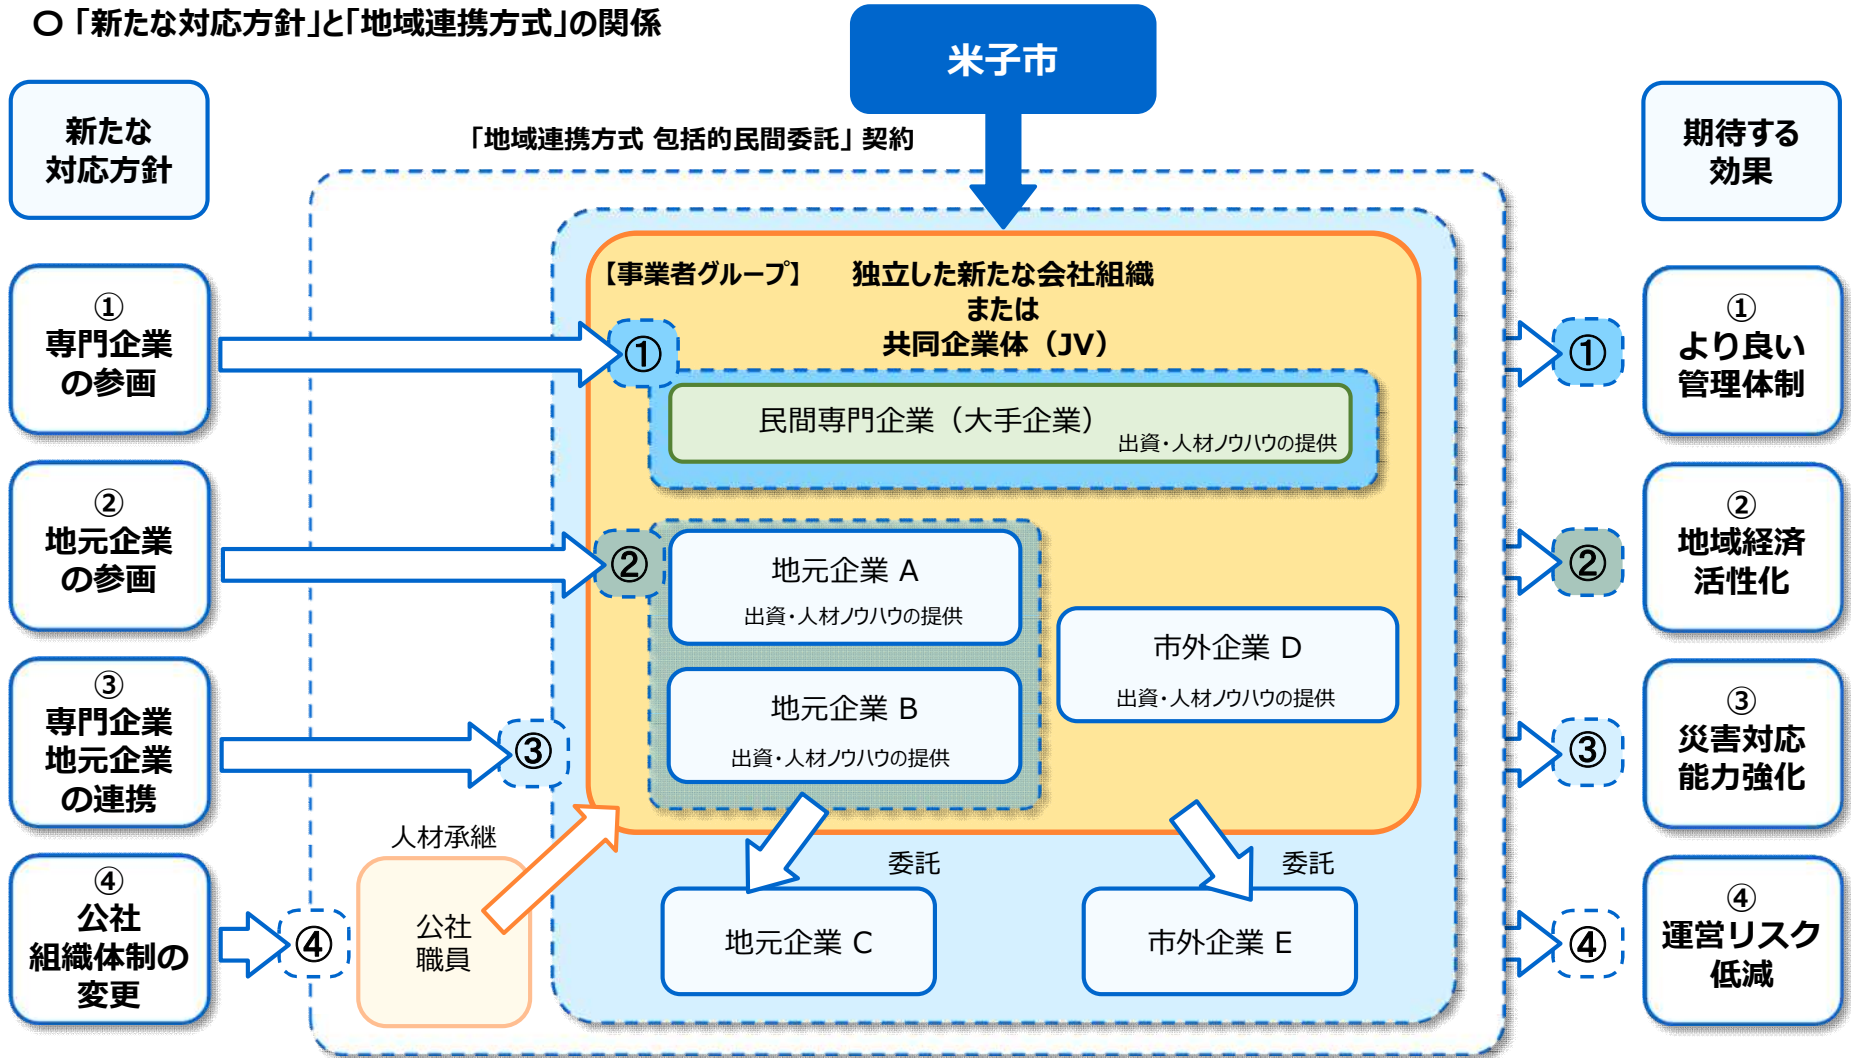 〇「新たな対応方針」と「地域連携方式」の関係
米子市
新たな
対応方針
「地域連携方式 包括的民間委託」契約
期待する
効果
①
専門企業
の参画
②
地元企業
の参画
③
専門企業
地元企業
の連携
④
公社
組織体制の
変更
【事業者グループ】
独立した新たな会社組織
または
共同企業体（JV）
①
民間専門企業（大手企業）
出資・人材ノウハウの提供
②
地元企業 A
出資・人材ノウハウの提供
地元企業 B
出資・人材ノウハウの提供
市外企業 D
出資・人材ノウハウの提供
③
人材承継
④
公社
職員
委託
地元企業 C
委託
市外企業 E
①
②
③
④
①
より良い
管理体制
②
地域経済
活性化
③
災害対応
能力強化
④
運営リスク
低減